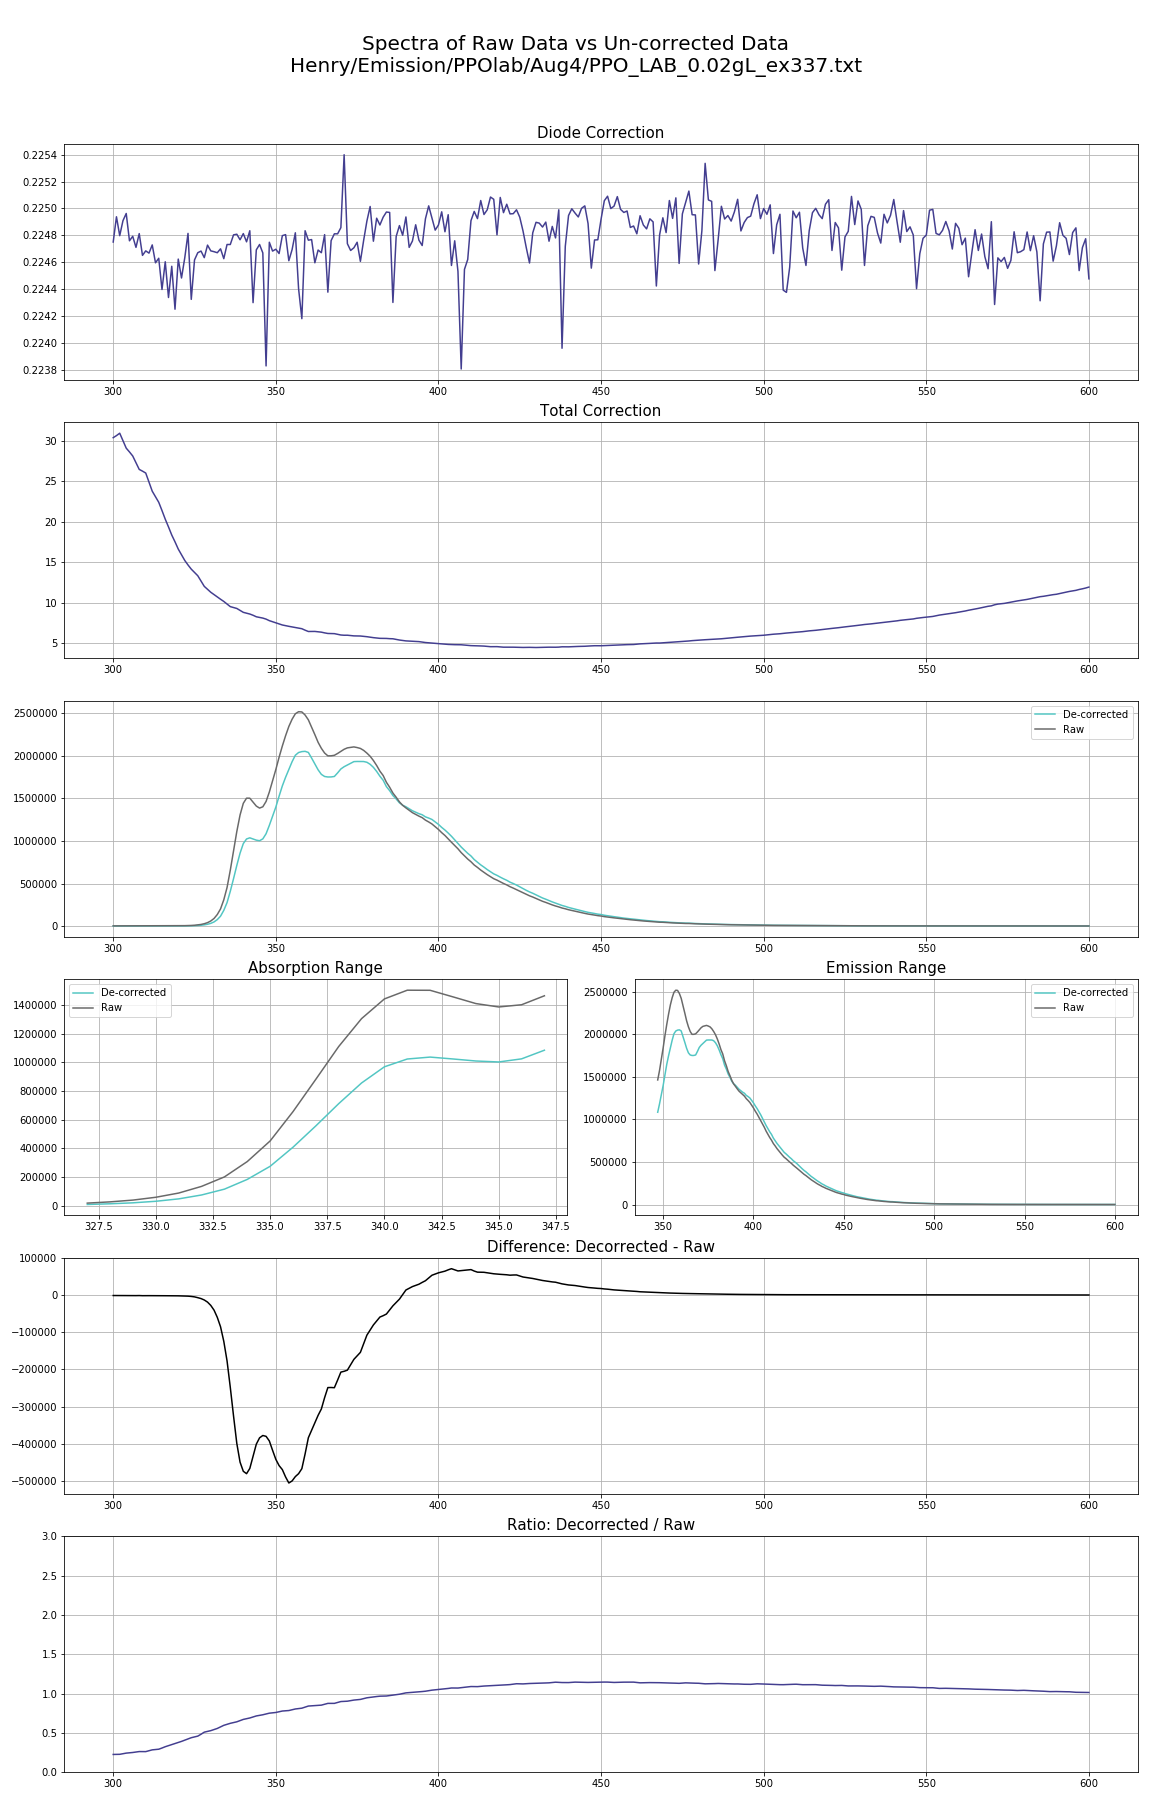 Spectra of Raw Data vs Un-corrected Data
Henry/Emission/PPOlab/Aug4/PPO_LAB_0.02gL_ex337.txt
Diode Correction
0.2254
0.2252
0.2250
0.2248
0.2246
0.2244
0.2242
0.2240
0.2238
300 350 400 450 500 550 600
Total Correction
30
25
20
15
10
5
300 350 400 450 500 550 600
2500000
2000000
1500000
1000000
500000
0
De-corrected
Raw
300 350 400 450 500 550 600
Absorption Range
1400000
1200000
1000000
800000
600000
400000
200000
0
De-corrected
Raw
327.5 330.0 332.5 335.0 337.5 340.0 342.5 345.0 347.5
Emission Range
2500000
2000000
1500000
1000000
500000
0
De-corrected
Raw
350 400 450 500 550 600
Difference: Decorrected - Raw
100000
0
−100000
−200000
−300000
−400000
−500000
300 350 400 450 500 550 600
Ratio: Decorrected / Raw
3.0
2.5
2.0
1.5
1.0
0.5
0.0
300 350 400 450 500 550 600